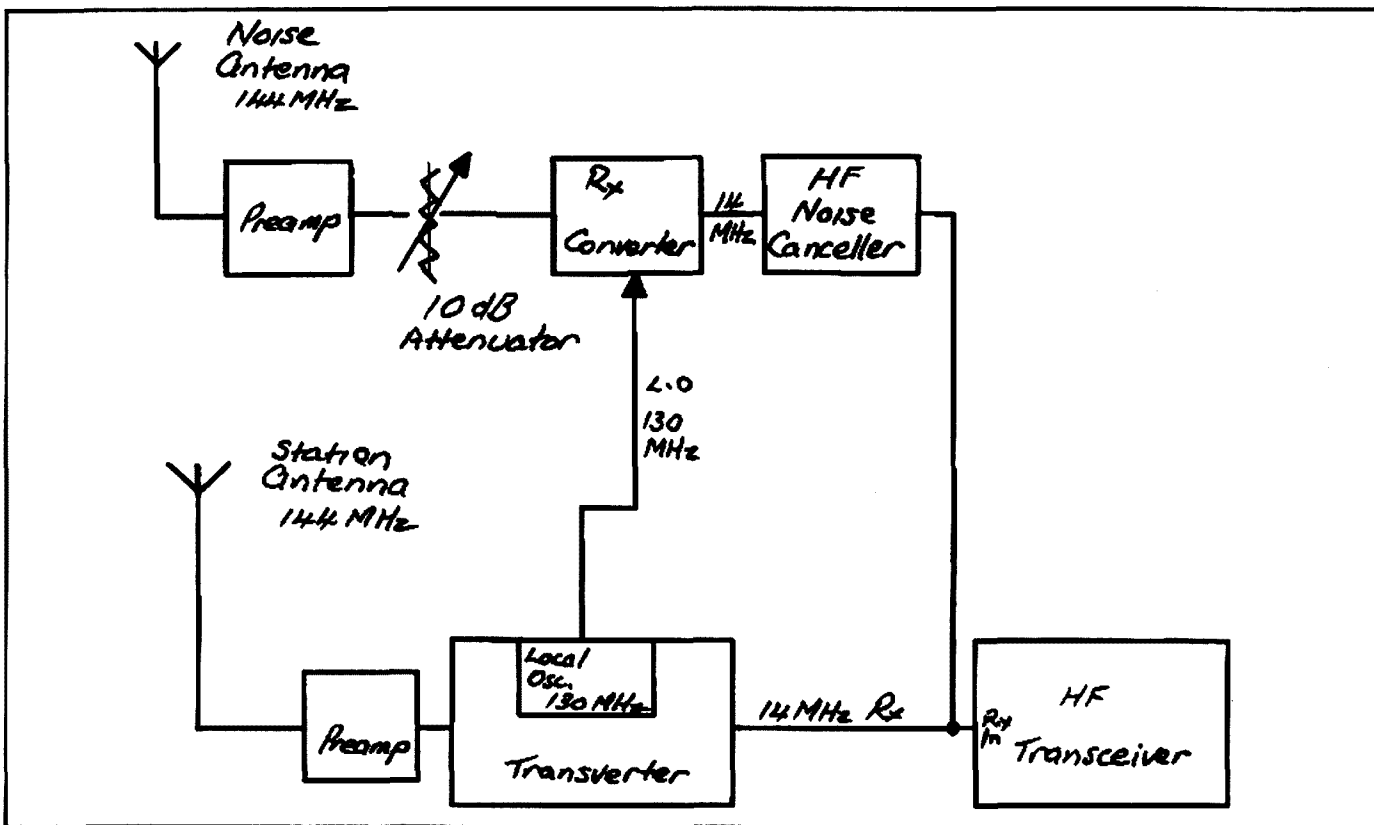 Noise
Antenna
144 MHz
Preamp
10 dB
Attenuator
Rx
Converter
14
MHz
HF
Noise
Canceller
L.O
130
MHz
Station
Antenna
144 MHz
Preamp
Local
Osc.
130 MHz
Transverter
14 MHz Rx
Rx
In
HF
Transceiver